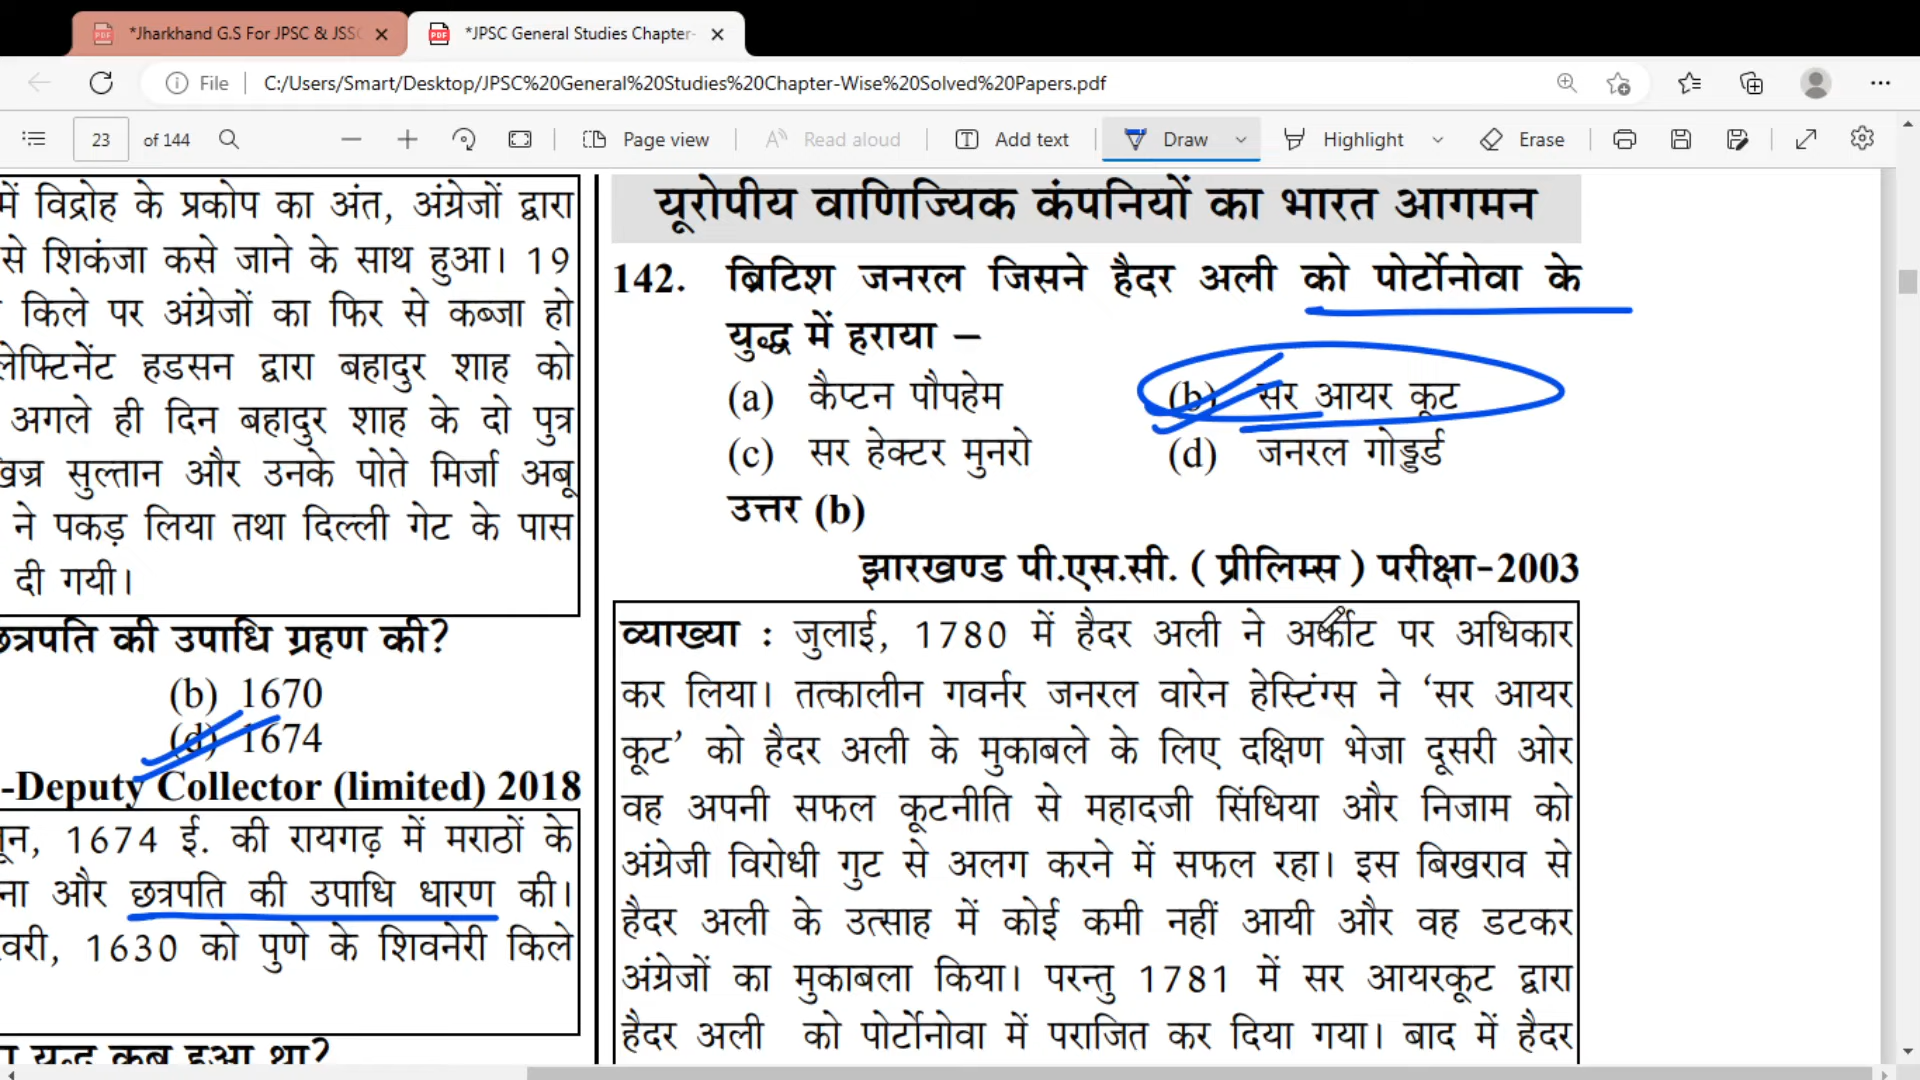 *Jharkhand G.S For JPSC & JSSC
*JPSC General Studies Chapter-
File
C:/Users/Smart/Desktop/JPSC%20General%20Studies%20Chapter-Wise%20Solved%20Papers.pdf
23 of 144
Page view
Read aloud
Add text
Draw
Highlight
Erase
में विद्रोह के प्रकोप का अंत, अंग्रेजों द्वारा
से शिकंजा कसे जाने के साथ हुआ। 19
किले पर अंग्रेजों का फिर से कब्जा हो
लेफ्टिनेंट हडसन द्वारा बहादुर शाह को
अगले ही दिन बहादुर शाह के दो पुत्र
खिज्र सुल्तान और उनके पोते मिर्जा अबू
ने पकड़ लिया तथा दिल्ली गेट के पास
दी गयी।
छत्रपति की उपाधि ग्रहण की?
(b) 1670
(d) 1674
-Deputy Collector (limited) 2018
जून, 1674 ई. की रायगढ़ में मराठों के
ना और छत्रपति की उपाधि धारण की।
वरी, 1630 को पुणे के शिवनेरी किले
युद्ध कब हुआ था?
यूरोपीय वाणिज्यिक कंपनियों का भारत आगमन
142. ब्रिटिश जनरल जिसने हैदर अली को पोर्टोनोवा के
युद्ध में हराया –
(a) कैप्टन पौपहेम (b) सर आयर कूट
(c) सर हेक्टर मुनरो (d) जनरल गोड्डर्ड
उत्तर (b)
झारखण्ड पी.एस.सी. ( प्रीलिम्स ) परीक्षा-2003
व्याख्या : जुलाई, 1780 में हैदर अली ने अर्काट पर अधिकार
कर लिया। तत्कालीन गवर्नर जनरल वारेन हेस्टिंग्स ने ‘सर आयर
कूट’ को हैदर अली के मुकाबले के लिए दक्षिण भेजा दूसरी ओर
वह अपनी सफल कूटनीति से महादजी सिंधिया और निजाम को
अंग्रेजी विरोधी गुट से अलग करने में सफल रहा। इस बिखराव से
हैदर अली के उत्साह में कोई कमी नहीं आयी और वह डटकर
अंग्रेजों का मुकाबला किया। परन्तु 1781 में सर आयरकूट द्वारा
हैदर अली को पोर्टोनोवा में पराजित कर दिया गया। बाद में हैदर